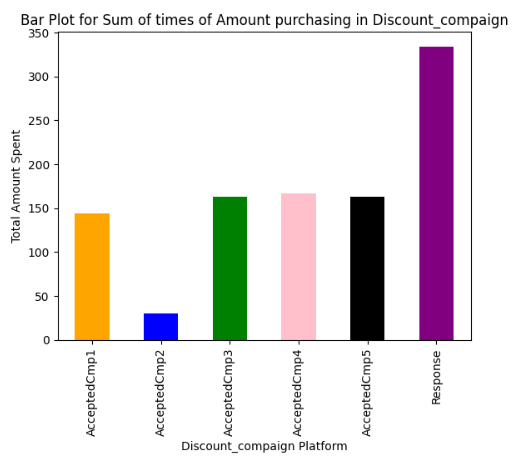 Bar Plot for Sum of times of Amount purchasing in Discount_compaign
350
300
250
200
150
100
50
0
Total Amount Spent
AcceptedCmp1
AcceptedCmp2
AcceptedCmp3
AcceptedCmp4
AcceptedCmp5
Response
Discount_compaign Platform